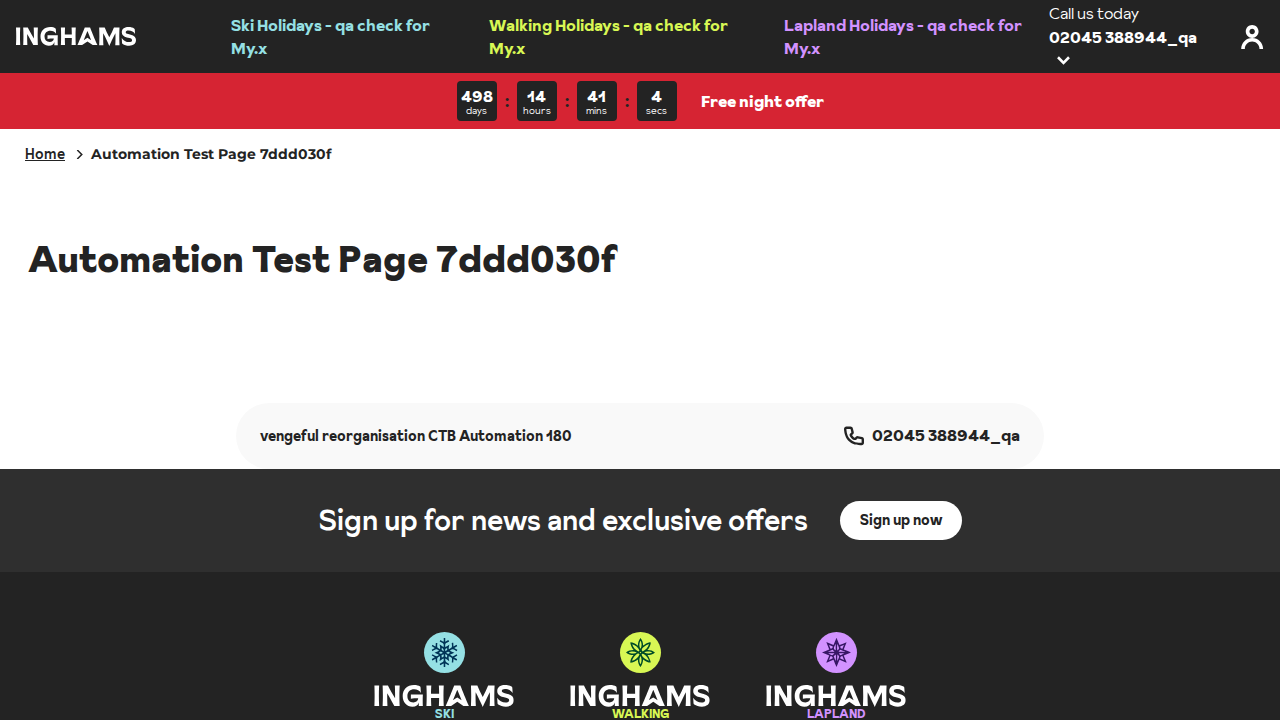 INGHAMS
Ski Holidays - qa check for
My.x
Walking Holidays - qa check for
My.x
Lapland Holidays - qa check for
My.x
Call us today
02045 388944_qa
498 : 14 : 41 : 4
days hours mins secs
Free night offer
Home > Automation Test Page 7ddd030f
Automation Test Page 7ddd030f
vengeful reorganisation CTB Automation 180
02045 388944_qa
Sign up for news and exclusive offers
Sign up now
INGHAMS INGHAMS INGHAMS
SKI WALKING LAPLAND